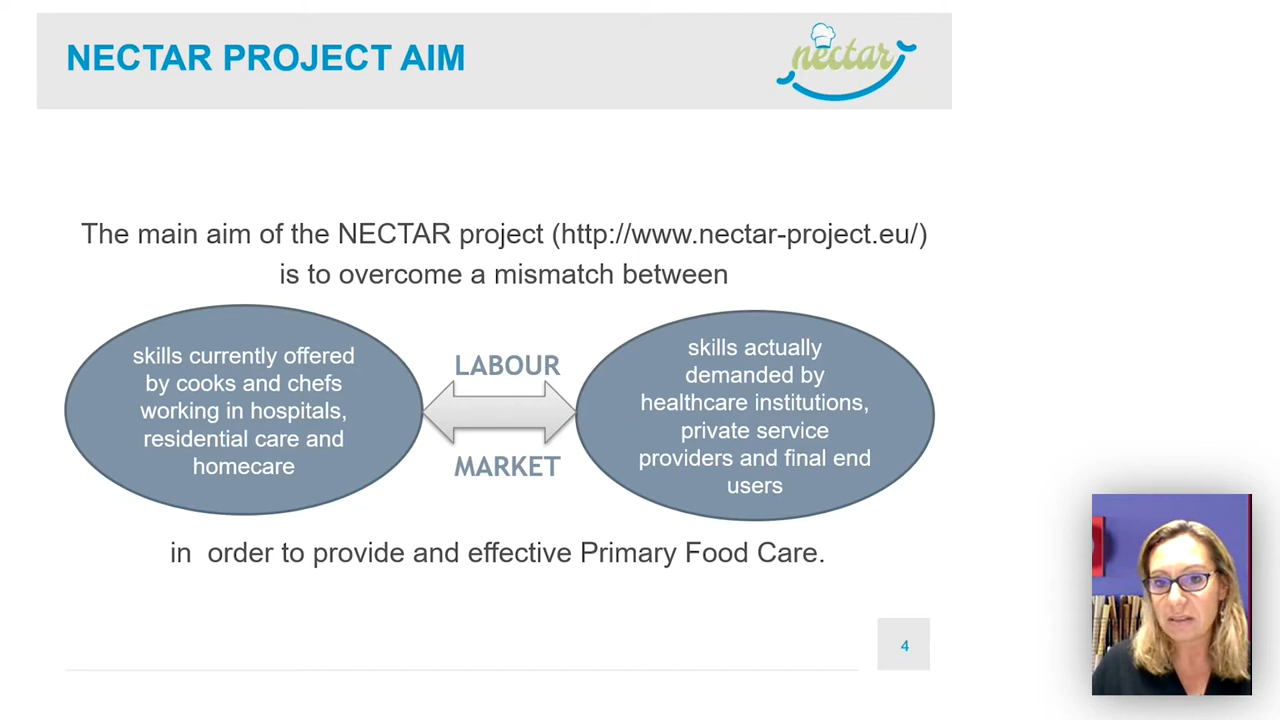 NECTAR PROJECT AIM
nectar
The main aim of the NECTAR project (http://www.nectar-project.eu/)
is to overcome a mismatch between
skills currently offered
by cooks and chefs
working in hospitals,
residential care and
homecare
LABOUR
MARKET
skills actually
demanded by
healthcare institutions,
private service
providers and final end
users
in order to provide and effective Primary Food Care.
4